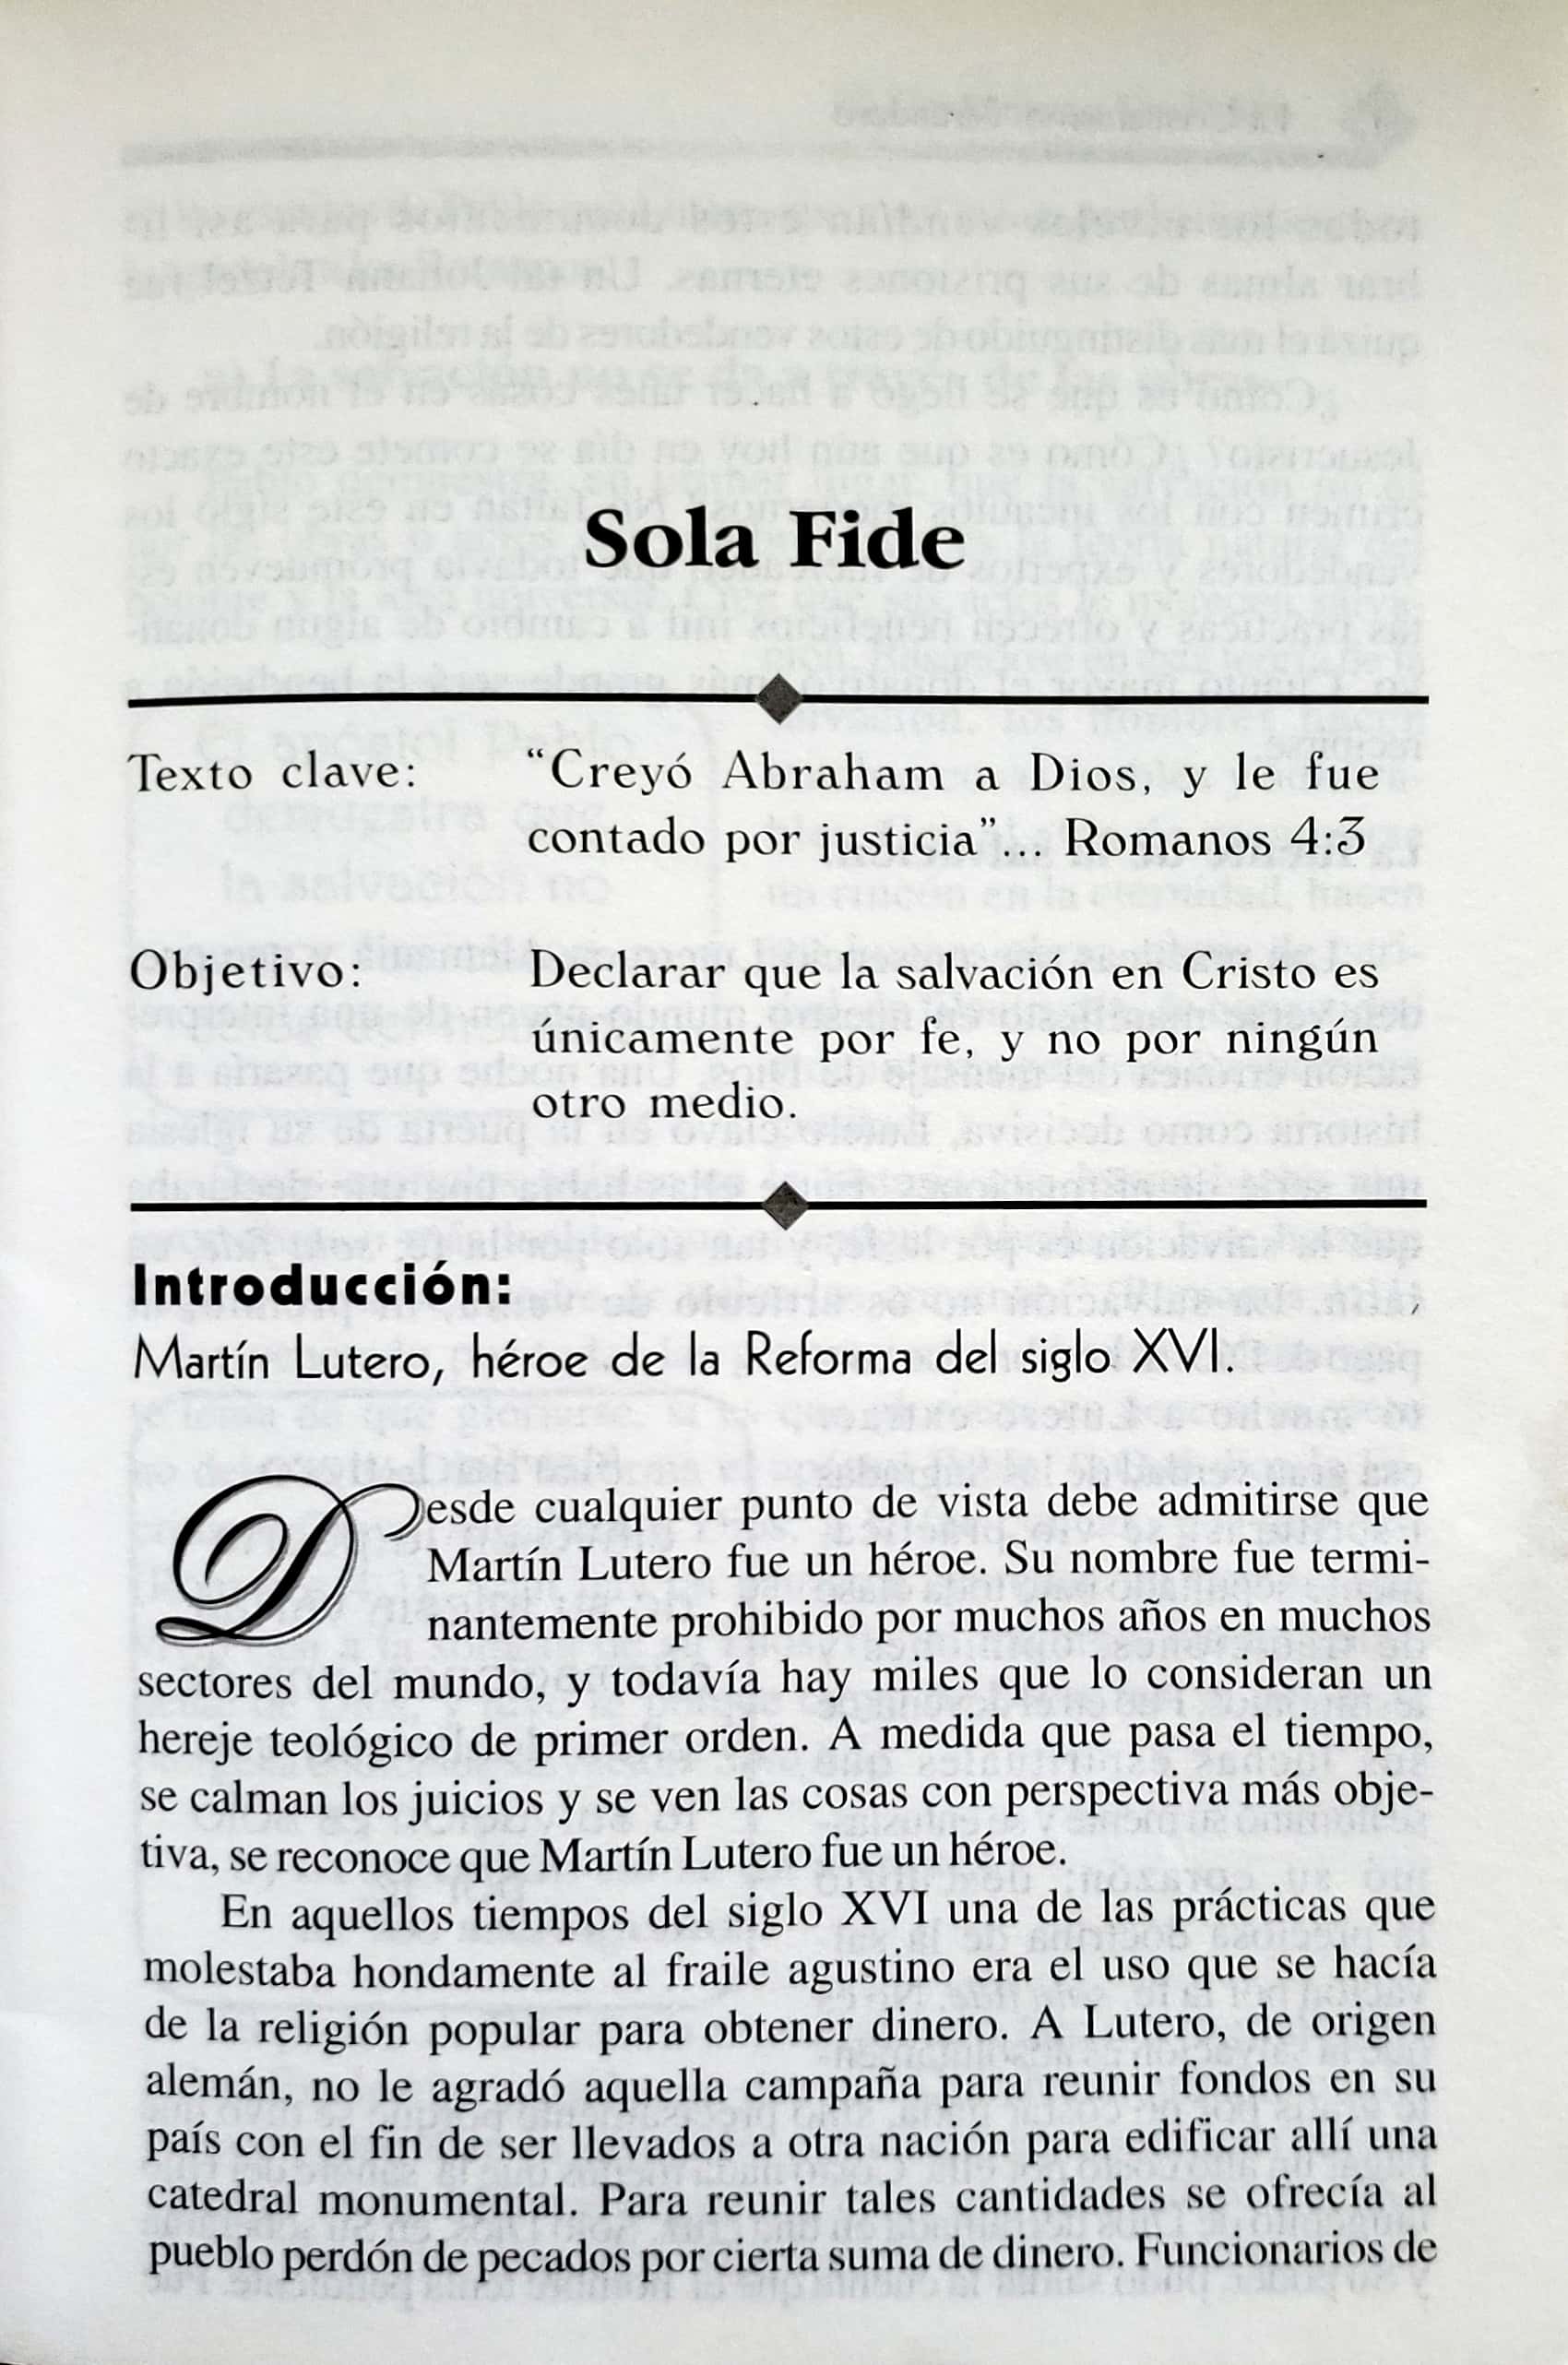 Sola Fide
Texto clave: “Creyó Abraham a Dios, y le fue
contado por justicia”... Romanos 4:3
Objetivo: Declarar que la salvación en Cristo es
únicamente por fe, y no por ningún
otro medio.
Introducción:
Martín Lutero, héroe de la Reforma del siglo XVI.
Desde cualquier punto de vista debe admitirse que
Martín Lutero fue un héroe. Su nombre fue termi-
nantemente prohibido por muchos años en muchos
sectores del mundo, y todavía hay miles que lo consideran un
hereje teológico de primer orden. A medida que pasa el tiempo,
se calman los juicios y se ven las cosas con perspectiva más obje-
tiva, se reconoce que Martín Lutero fue un héroe.
En aquellos tiempos del siglo XVI una de las prácticas que
molestaba hondamente al fraile agustino era el uso que se hacía
de la religión popular para obtener dinero. A Lutero, de origen
alemán, no le agradó aquella campaña para reunir fondos en su
país con el fin de ser llevados a otra nación para edificar allí una
catedral monumental. Para reunir tales cantidades se ofrecía al
pueblo perdón de pecados por cierta suma de dinero. Funcionarios de